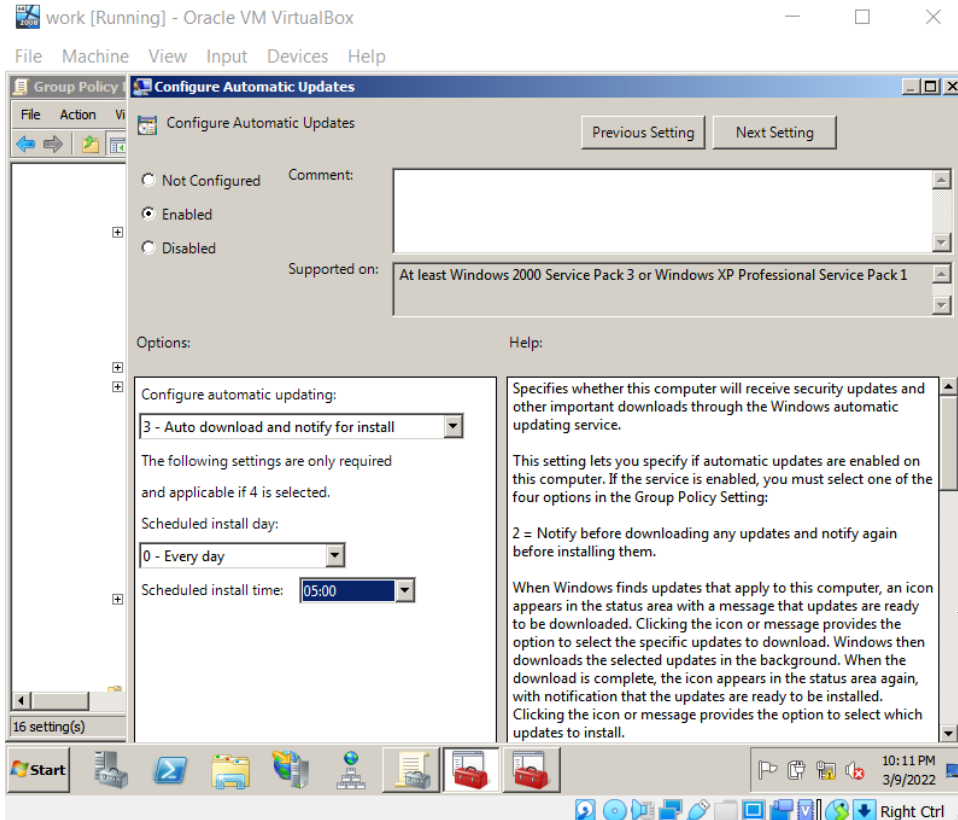 work [Running] - Oracle VM VirtualBox
File Machine View Input Devices Help
Group Policy
Configure Automatic Updates
File Action Vi
Configure Automatic Updates
Previous Setting Next Setting
Not Configured
Comment:
Enabled
Disabled
Supported on:
At least Windows 2000 Service Pack 3 or Windows XP Professional Service Pack 1
Options:
Help:
Configure automatic updating:
3 - Auto download and notify for install
The following settings are only required
and applicable if 4 is selected.
Scheduled install day:
0 - Every day
Scheduled install time: 05:00
Specifies whether this computer will receive security updates and
other important downloads through the Windows automatic
updating service.
This setting lets you specify if automatic updates are enabled on
this computer. If the service is enabled, you must select one of the
four options in the Group Policy Setting:
2 = Notify before downloading any updates and notify again
before installing them.
When Windows finds updates that apply to this computer, an icon
appears in the status area with a message that updates are ready
to be downloaded. Clicking the icon or message provides the
option to select the specific updates to download. Windows then
downloads the selected updates in the background. When the
download is complete, the icon appears in the status area again,
with notification that the updates are ready to be installed.
Clicking the icon or message provides the option to select which
updates to install.
16 setting(s)
Start
10:11 PM
3/9/2022
Right Ctrl